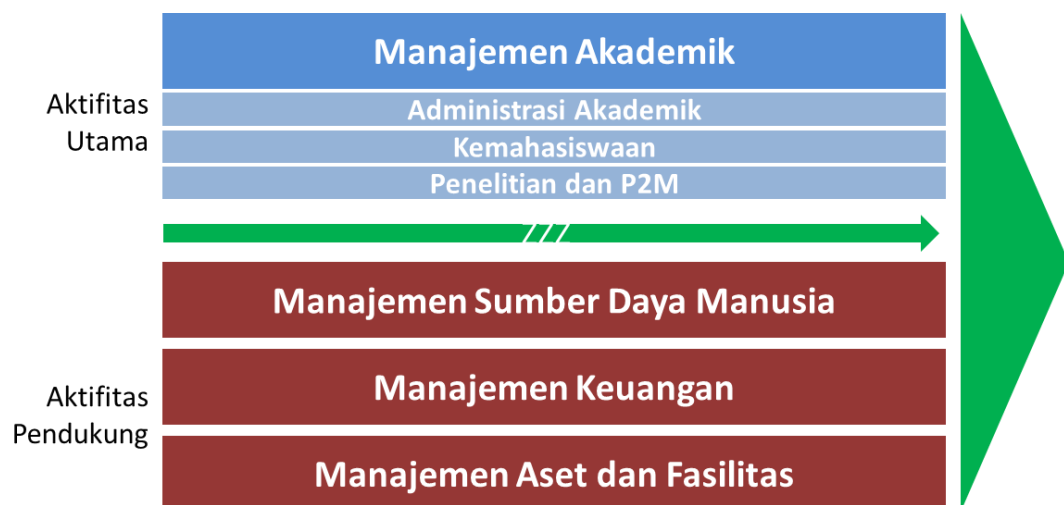 Manajemen Akademik
Aktifitas
Utama
Administrasi Akademik
Kemahasiswaan
Penelitian dan P2M
ZZZ
Manajemen Sumber Daya Manusia
Aktifitas
Pendukung
Manajemen Keuangan
Manajemen Aset dan Fasilitas